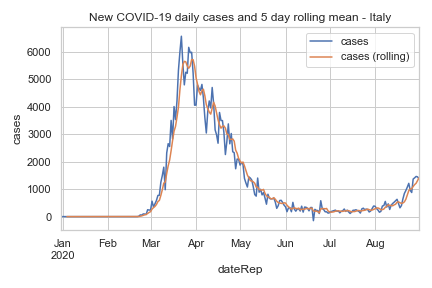 New COVID-19 daily cases and 5 day rolling mean - Italy
cases
cases (rolling)
cases
6000
5000
4000
3000
2000
1000
0
Jan Feb Mar Apr May Jun Jul Aug
2020
dateRep